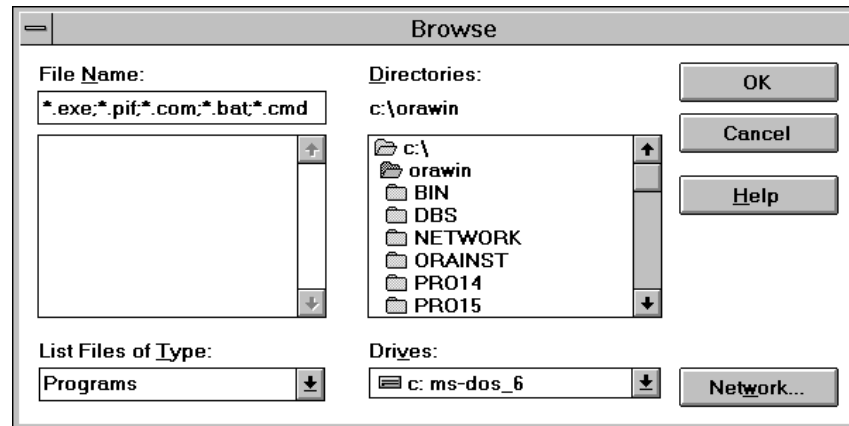 Browse
File Name:
*.exe;*.pif;*.com;*.bat;*.cmd
Directories:
c:\orawin
c:\
orawin
BIN
DBS
NETWORK
ORAINST
PRO14
PRO15
OK
Cancel
Help
List Files of Type:
Programs
Drives:
c: ms-dos_6
Network...